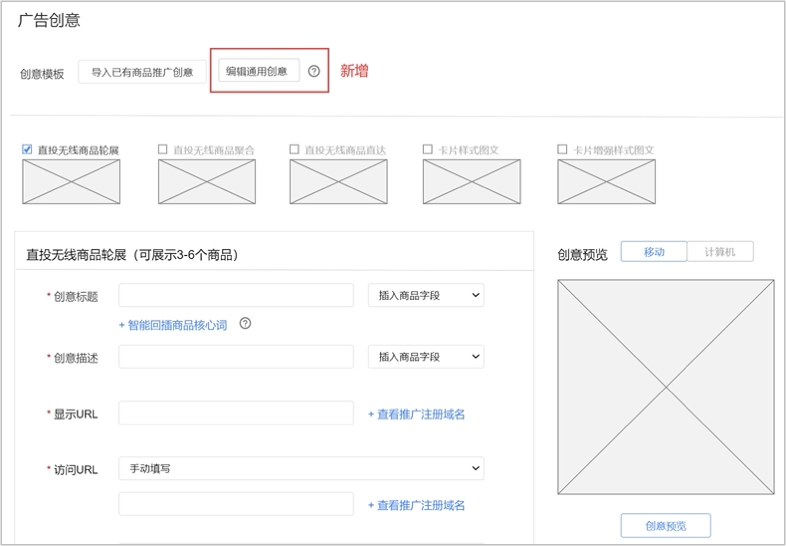 广告创意
创意模板 导入已有商品推广创意 编辑通用创意 ? 新增
直投无线商品轮展 直投无线商品聚合 直投无线商品直达 卡片样式图文 卡片增强样式图文
直投无线商品轮展（可展示3-6个商品）
创意预览 移动 计算机
* 创意标题 插入商品字段
+ 智能回插商品核心词 ?
* 创意描述 插入商品字段
* 显示URL + 查看推广注册域名
* 访问URL 手动填写
+ 查看推广注册域名
创意预览